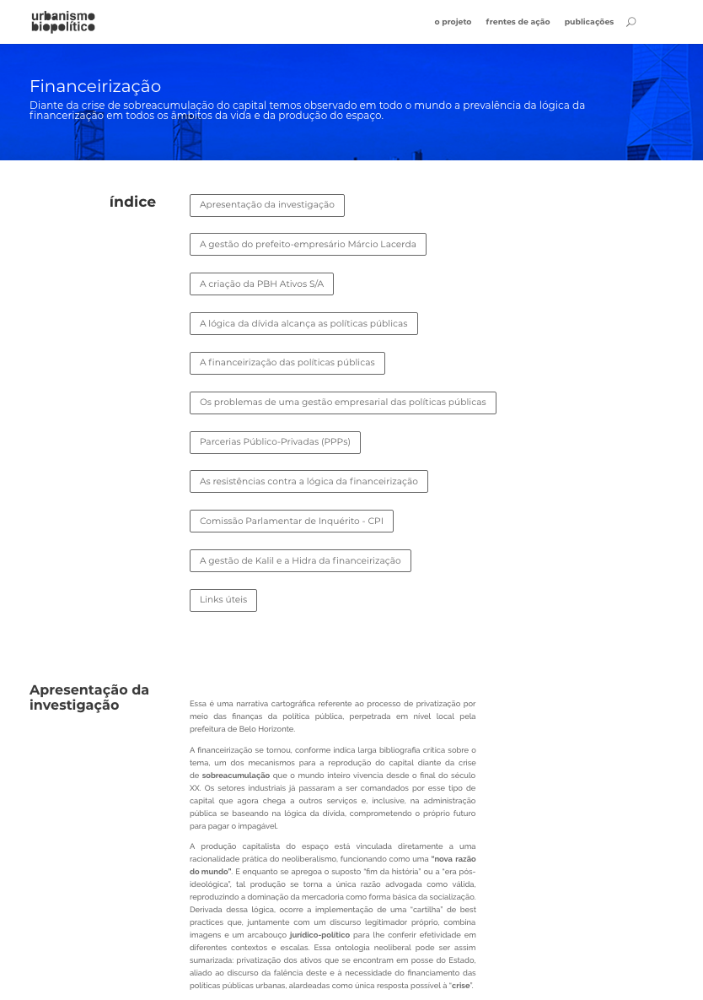 urbanismo
biopolítico
o projeto
frentes de ação
publicações
Financeirização
Diante da crise de sobreacumulação do capital temos observado em todo o mundo a prevalência da lógica da
financerização em todos os âmbitos da vida e da produção do espaço.
índice
Apresentação da investigação
A gestão do prefeito-empresário Márcio Lacerda
A criação da PBH Ativos S/A
A lógica da dívida alcança as políticas públicas
A financeirização das políticas públicas
Os problemas de uma gestão empresarial das políticas públicas
Parcerias Público-Privadas (PPPs)
As resistências contra a lógica da financeirização
Comissão Parlamentar de Inquérito - CPI
A gestão de Kalil e a Hidra da financeirização
Links úteis
Apresentação da
investigação
Essa é uma narrativa cartográfica referente ao processo de privatização por
meio das finanças da política pública, perpetrada em nível local pela
prefeitura de Belo Horizonte.
A financeirização se tornou, conforme indica larga bibliografia crítica sobre o
tema, um dos mecanismos para a reprodução do capital diante da crise
de sobreacumulação que o mundo inteiro vivencia desde o final do século
XX. Os setores industriais já passaram a ser comandados por esse tipo de
capital que agora chega a outros serviços e, inclusive, na administração
pública se baseando na lógica da dívida, comprometendo o próprio futuro
para pagar o impagável.
A produção capitalista do espaço está vinculada diretamente a uma
racionalidade prática do neoliberalismo, funcionando como uma “nova razão
do mundo”. E enquanto se apregoa o suposto “fim da história” ou a “era pós-
ideológica”, tal produção se torna a única razão advogada como válida,
reproduzindo a dominação da mercadoria como forma básica da socialização.
Derivada dessa lógica, ocorre a implementação de uma “cartilha” de best
practices que, juntamente com um discurso legitimador próprio, combina
imagens e um arcabouço jurídico-político para lhe conferir efetividade em
diferentes contextos e escalas. Essa ontologia neoliberal pode ser assim
sumarizada: privatização dos ativos que se encontram em posse do Estado,
aliado ao discurso da falência deste e à necessidade do financiamento das
políticas públicas urbanas, alardeadas como única resposta possível à “crise”.